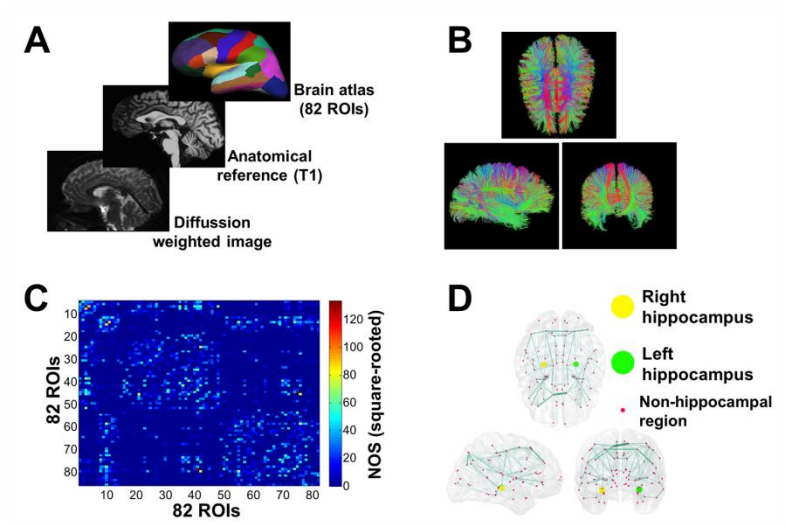 A
Brain atlas
(82 ROIs)
Anatomical
reference (T1)
Diffussion
weighted image
B
C
10
20
30
40
50
60
70
80
82 ROIs
10 20 30 40 50 60 70 80
82 ROIs
120
100
80
60
40
20
0
NOS (square-rooted)
D
Right
hippocampus
Left
hippocampus
Non-hippocampal
region